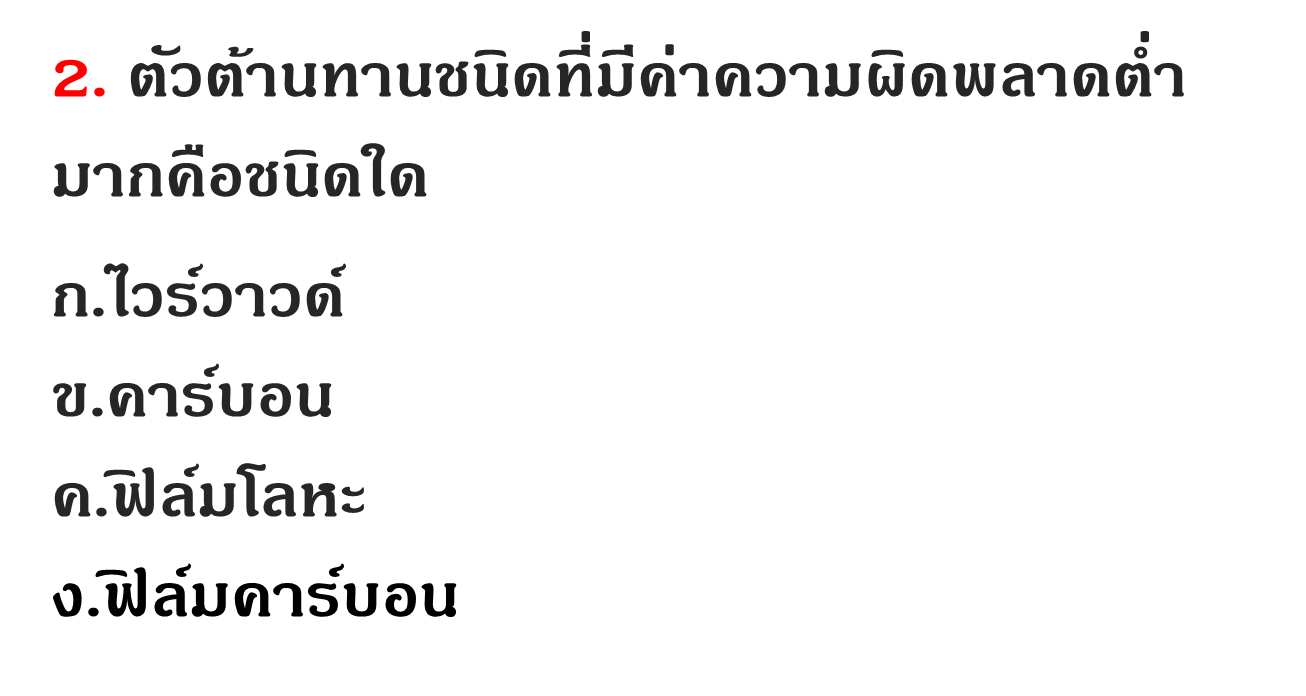 2. ตัวต้านทานชนิดที่มีค่าความผิดพลาดต่ำ
มากคือชนิดใด
ก.ไวร์วาวด์
ข.คาร์บอน
ค.ฟิล์มโลหะ
ง.ฟิล์มคาร์บอน